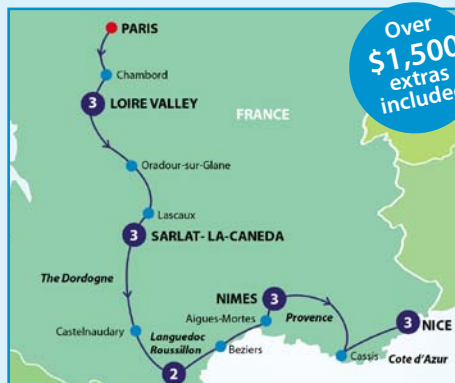 Over
$1,500
extras
included
PARIS
Chambord
3 LOIRE VALLEY
FRANCE
Oradour-sur-Glane
Lascaux
3 SARLAT- LA-CANEDA
The Dordogne
NIMES 3
Aigues-Mortes
Provence
3 NICE
Castelnaudary
Languedoc
Roussillon
Beziers
Cassis
Cote d'Azur
2